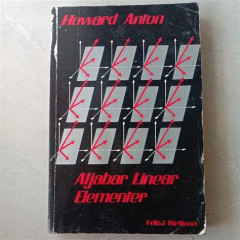 Howard Anton
Aljabar Linear
Elementer
Edisi Kelima